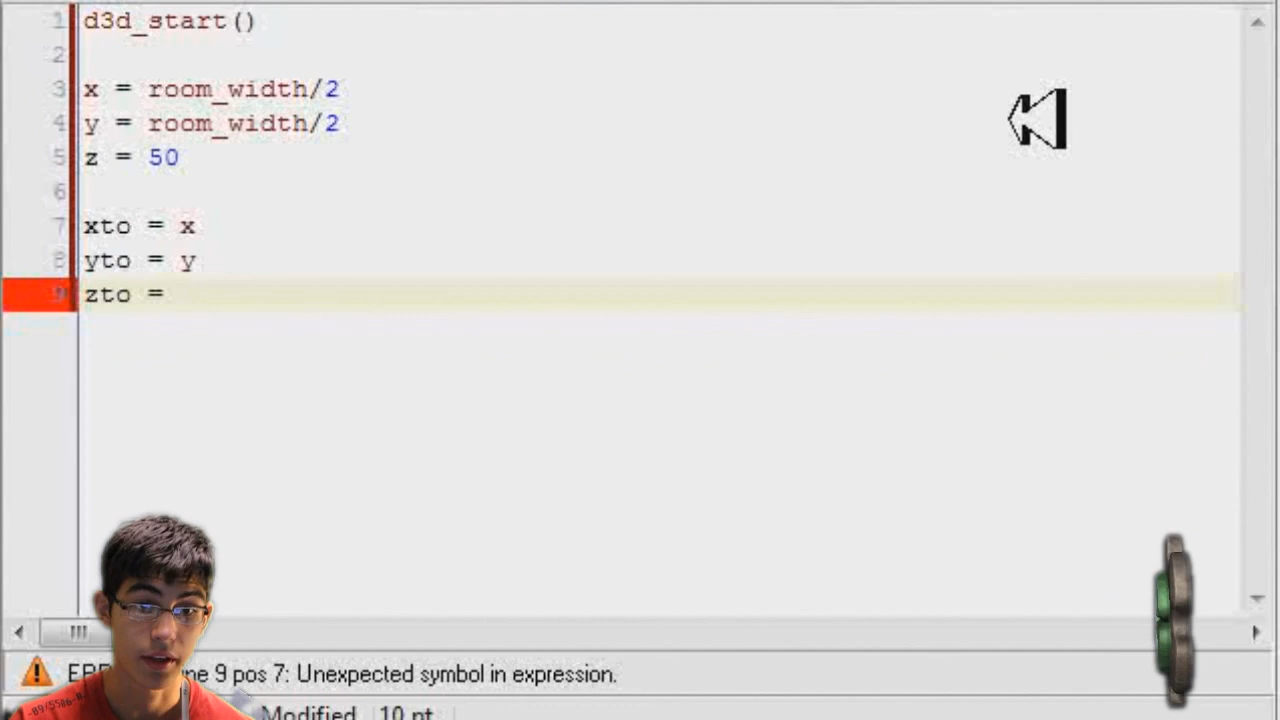 1 d3d_start()
2
3 x = room_width/2
4 y = room_width/2
5 z = 50
6
7 xto = x
8 yto = y
9 zto =
9 pos 7: Unexpected symbol in expression.
Modified 10 pt